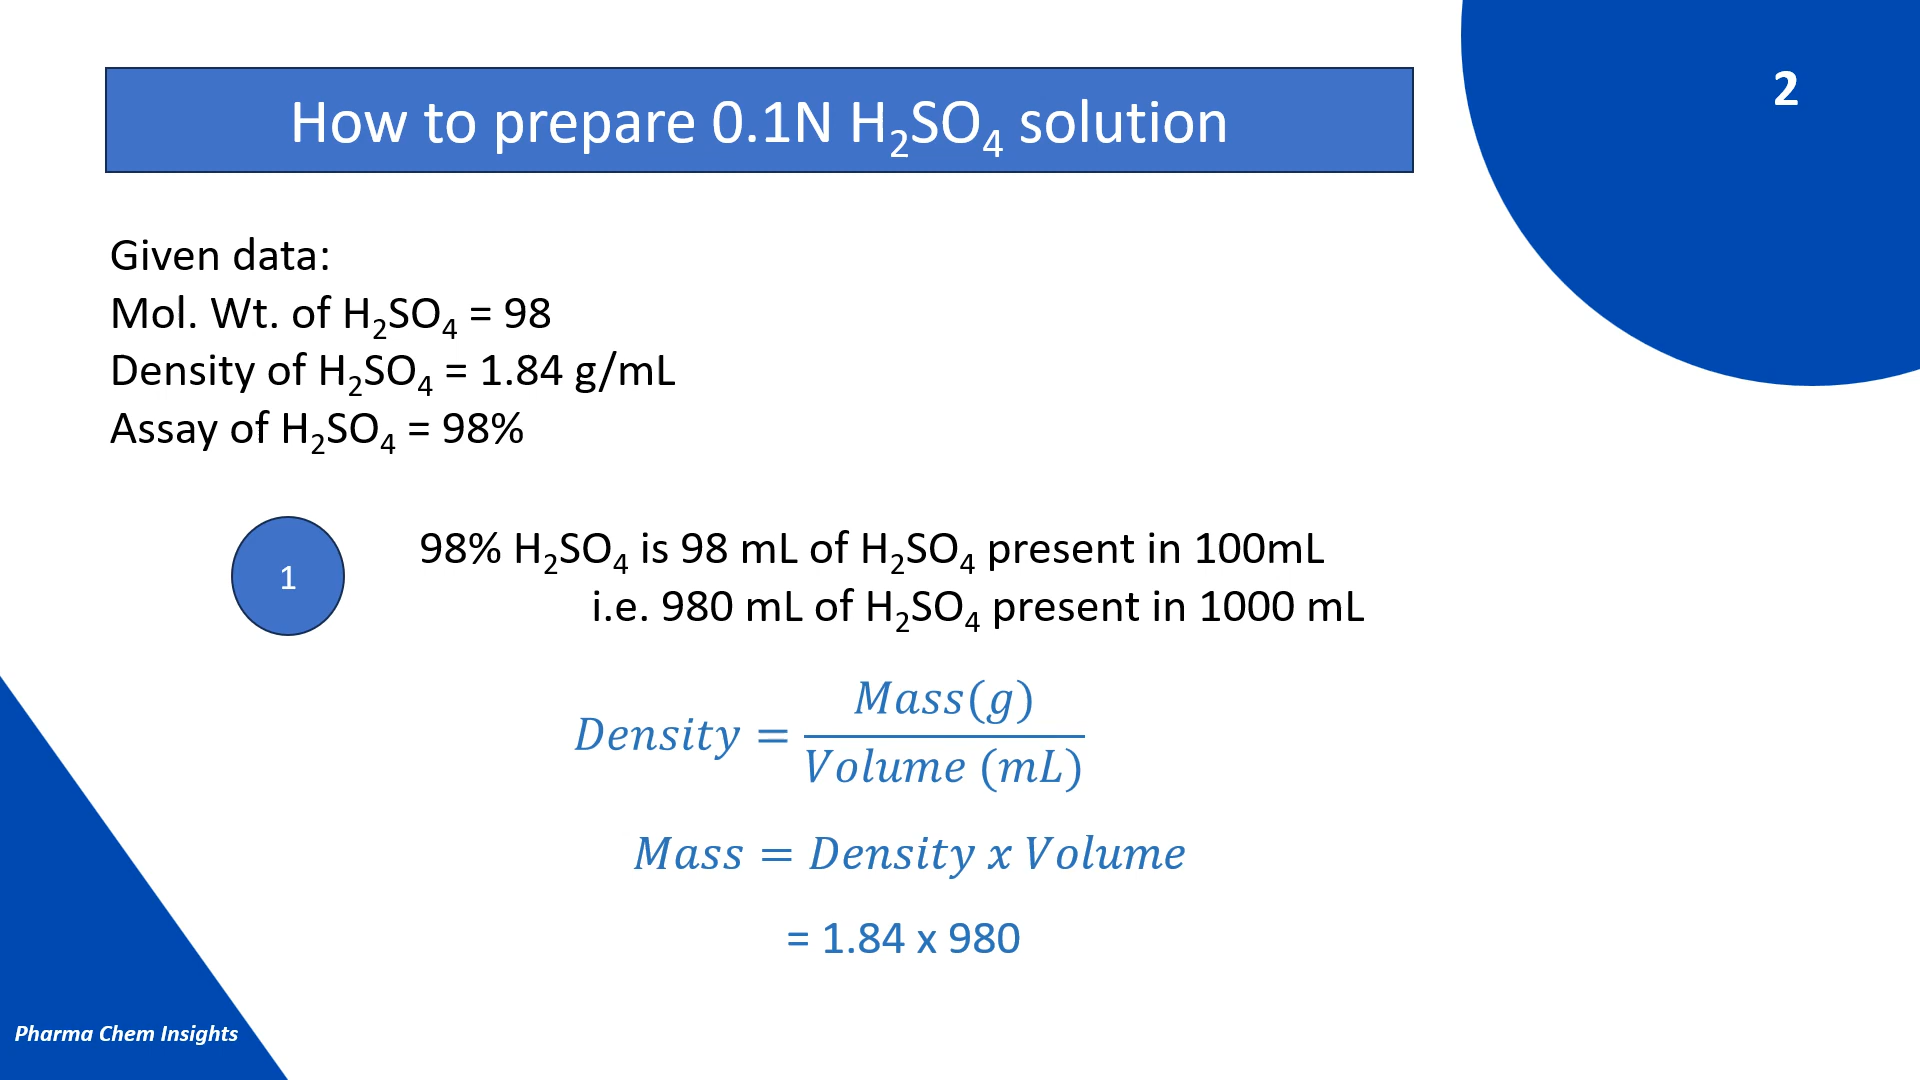 2
How to prepare 0.1N H₂SO₄ solution
Given data:
Mol. Wt. of H₂SO₄ = 98
Density of H₂SO₄ = 1.84 g/mL
Assay of H₂SO₄ = 98%
1
98% H₂SO₄ is 98 mL of H₂SO₄ present in 100mL
i.e. 980 mL of H₂SO₄ present in 1000 mL
Density = Mass(g) / Volume (mL)
Mass = Density x Volume
= 1.84 x 980
Pharma Chem Insights